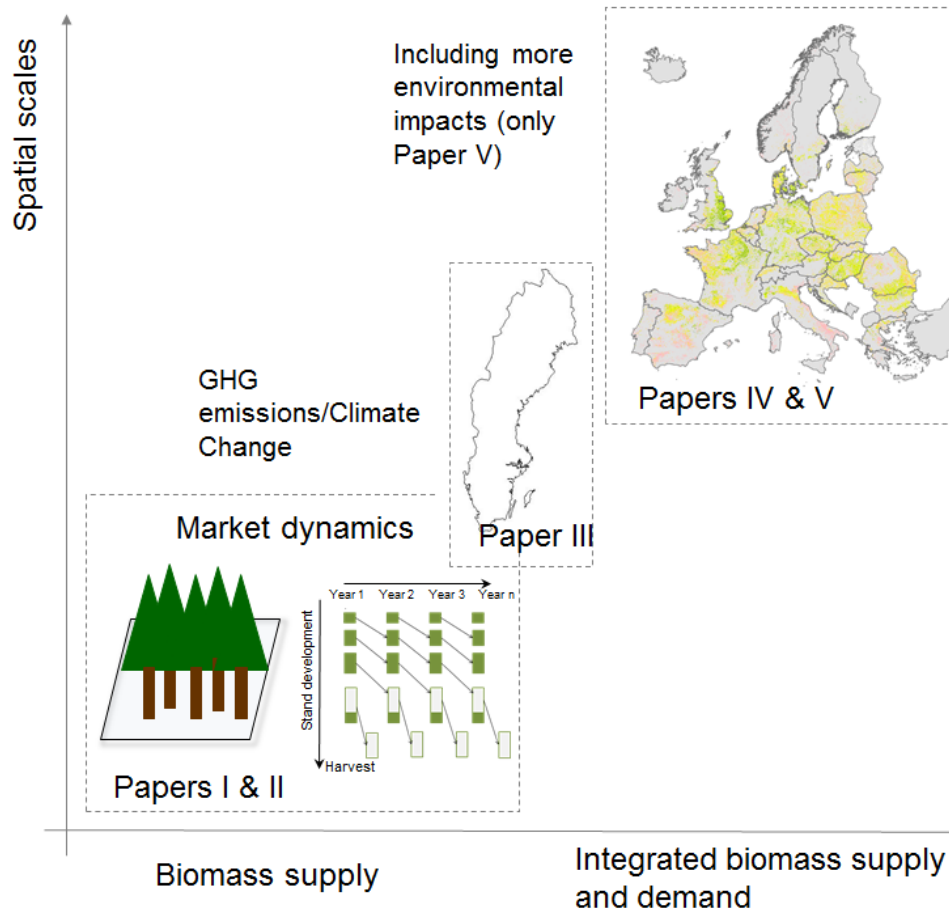 Spatial scales
Including more
environmental
impacts (only
Paper V)
Papers IV & V
GHG
emissions/Climate
Change
Paper III
Market dynamics
Year 1 Year 2 Year 3 Year n
Stand development
Harvest
Papers I & II
Biomass supply
Integrated biomass supply
and demand